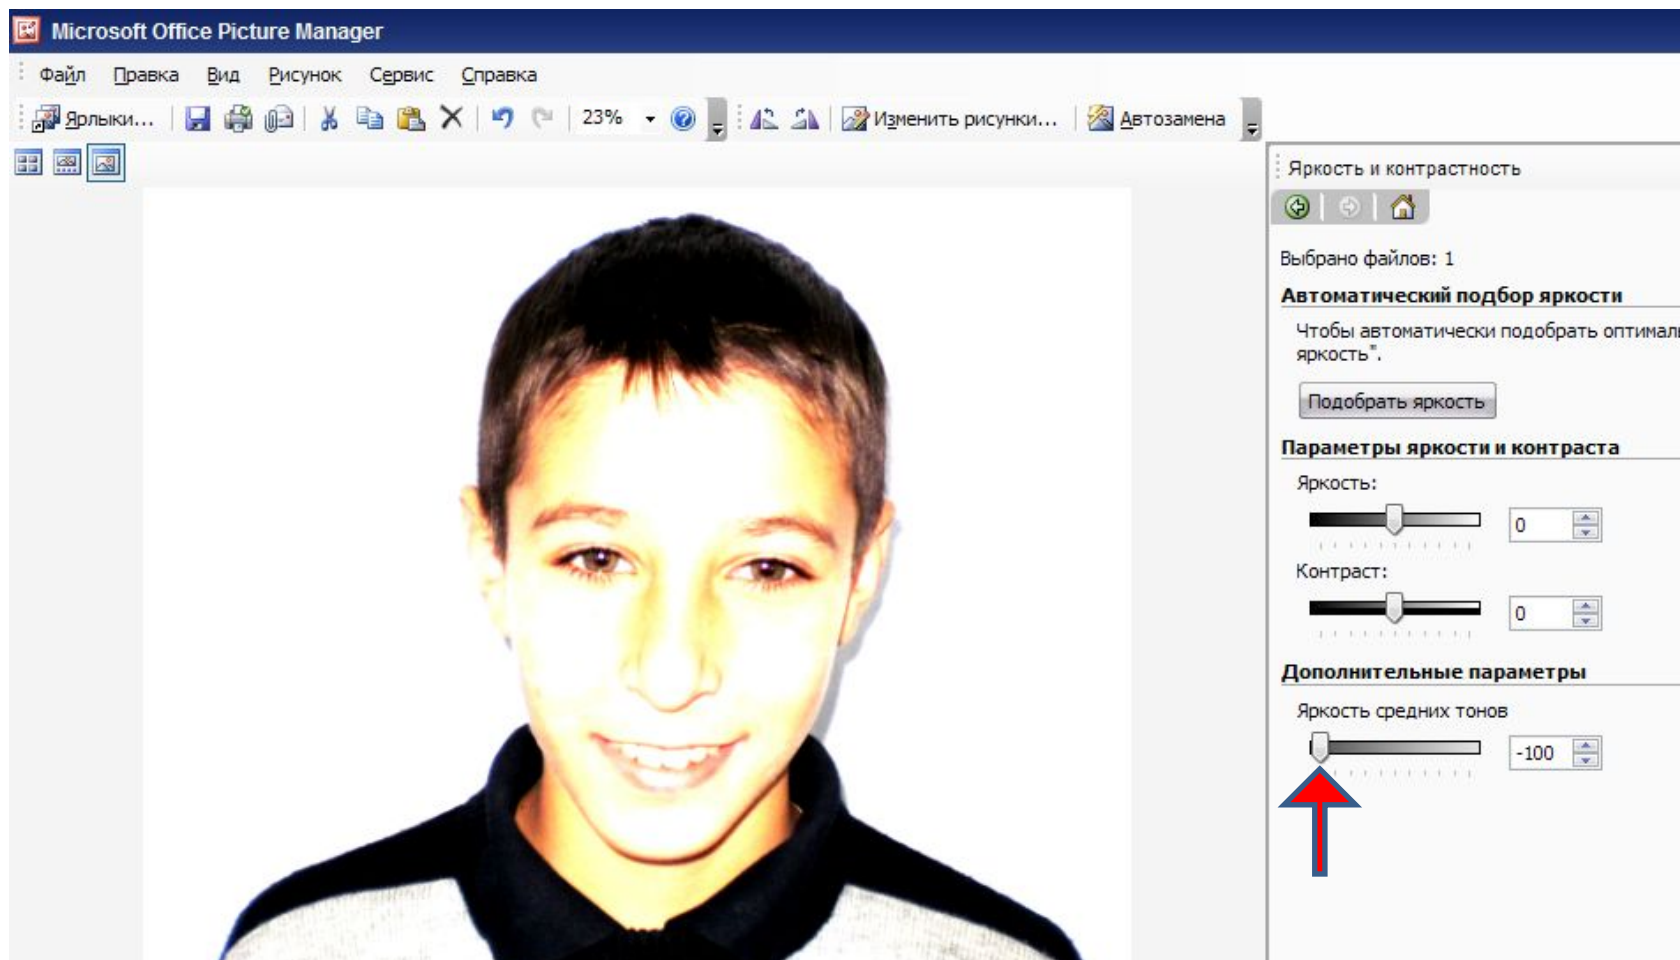 Microsoft Office Picture Manager
Файл Правка Вид Рисунок Сервис Справка
Ярлыки... 23% Изменить рисунки... Автозамена
Яркость и контрастность
Выбрано файлов: 1
Автоматический подбор яркости
Чтобы автоматически подобрать
яркость".
Подобрать яркость
Параметры яркости и контраста
Яркость:
0
Контраст:
0
Дополнительные параметры
Яркость средних тонов
-100